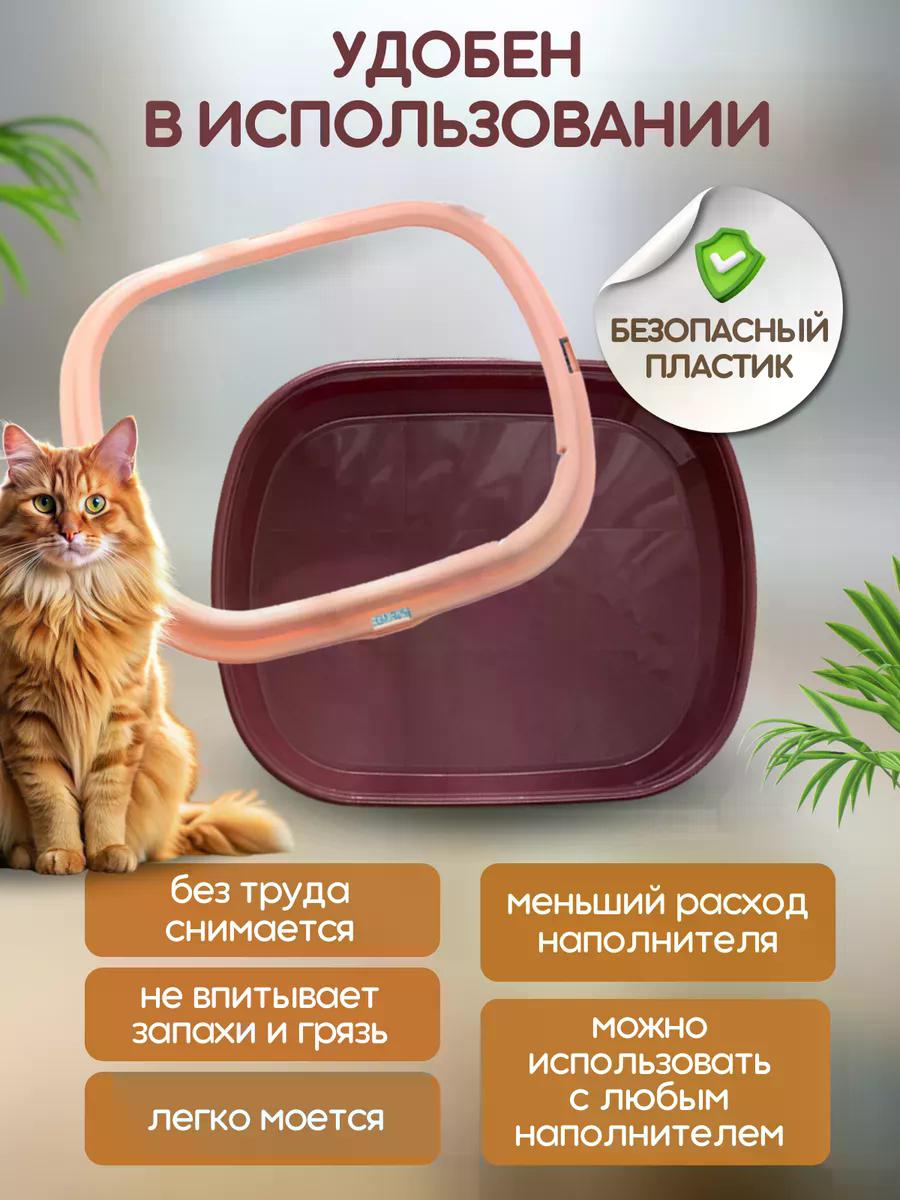 УДОБЕН
В ИСПОЛЬЗОВАНИИ
БЕЗОПАСНЫЙ
ПЛАСТИК
без труда
снимается
не впитывает
запахи и грязь
легко моется
меньший расход
наполнителя
можно
использовать
с любым
наполнителем